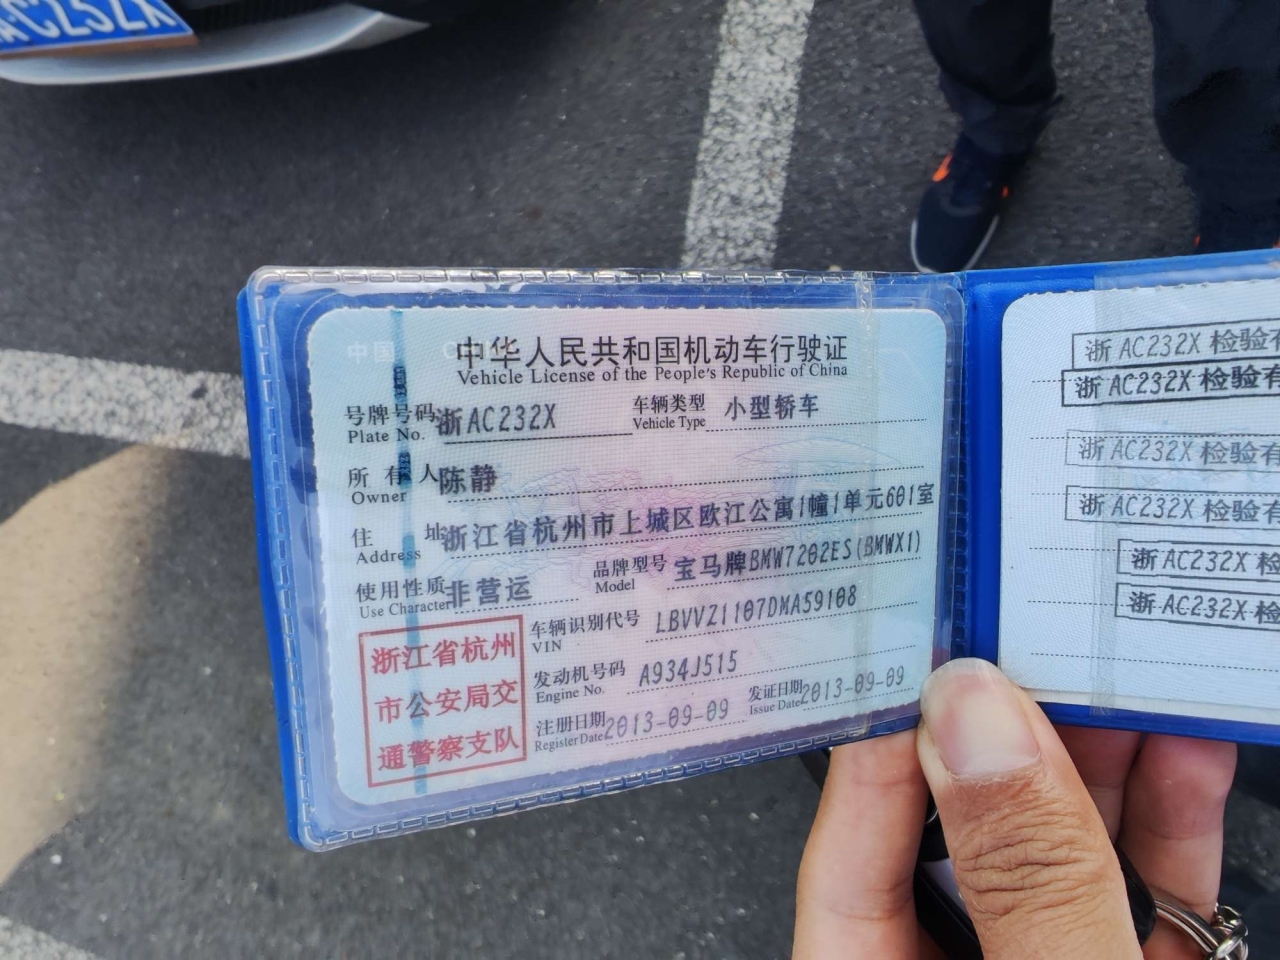 C232X
中国
中华人民共和国机动车行驶证
Vehicle License of the People's Republic of China
号牌号码 浙AC232X 车辆类型 小型轿车
Plate No. Vehicle Type
所有人 陈静
Owner
住址 浙江省杭州市上城区欧江公寓1幢1单元601室
Address
使用性质 非营运 品牌型号 宝马牌BMW7202ES(BMWX1)
Use Character Model
车辆识别代号 LBVVZ1107DMA59108
VIN
发动机号码 A934J515
Engine No.
注册日期 2013-09-09 发证日期 2013-09-09
Register Date Issue Date
浙江省杭州
市公安局交
通警察支队
浙AC232X 检验有
浙AC232X 检验有
浙AC232X 检验有
浙AC232X 检验有
浙AC232X 检
浙AC232X 检